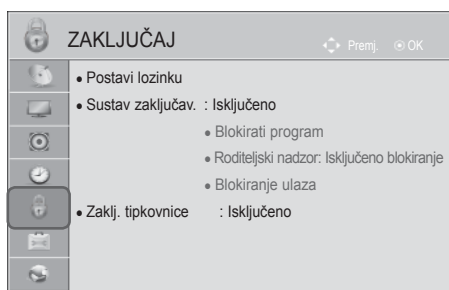 ZAKLJUČAJ
Premj. OK
• Postavi lozinku
• Sustav zaključav. : Isključeno
• Blokirati program
• Roditeljski nadzor: Isključeno blokiranje
• Blokiranje ulaza
• Zaklj. tipkovnice : Isključeno